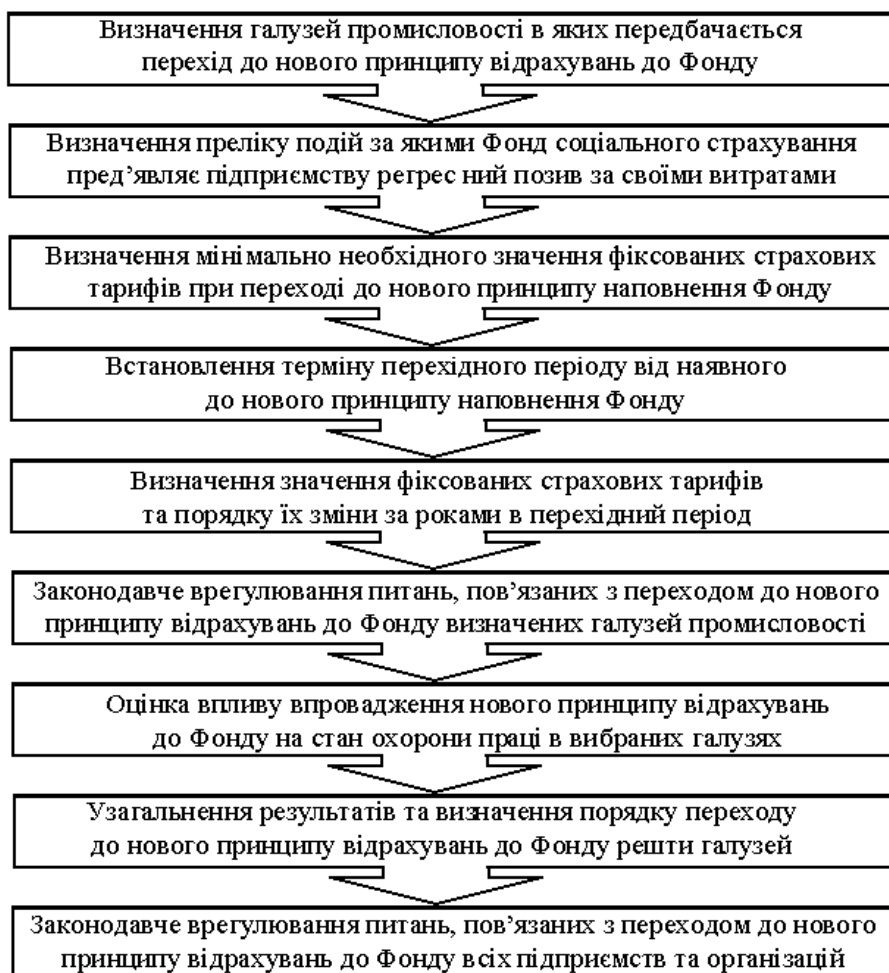 Визначення галузей промисловості в яких передбачається
перехід до нового принципу відрахувань до Фонду
Визначення преліку подій за якими Фонд соціального страхування
пред’являє підприємству регрес ний позив за своїми витратами
Визначення мінімально необхідного значення фіксованих страхових
тарифів при переході до нового принципу наповнення Фонду
Встановлення терміну перехідного періоду від наявного
до нового принципу наповнення Фонду
Визначення значення фіксованих страхових тарифів
та порядку їх зміни за роками в перехідний період
Законодавче врегулювання питань, пов’язаних з переходом до нового
принципу відрахувань до Фонду визначених галузей промисловості
Оцінка впливу впровадження нового принципу відрахувань
до Фонду на стан охорони праці в вибраних галузях
Узагальнення результатів та визначення порядку переходу
до нового принципу відрахувань до Фонду решти галузей
Законодавче врегулювання питань, пов’язаних з переходом до нового
принципу відрахувань до Фонду всіх підприємств та організацій